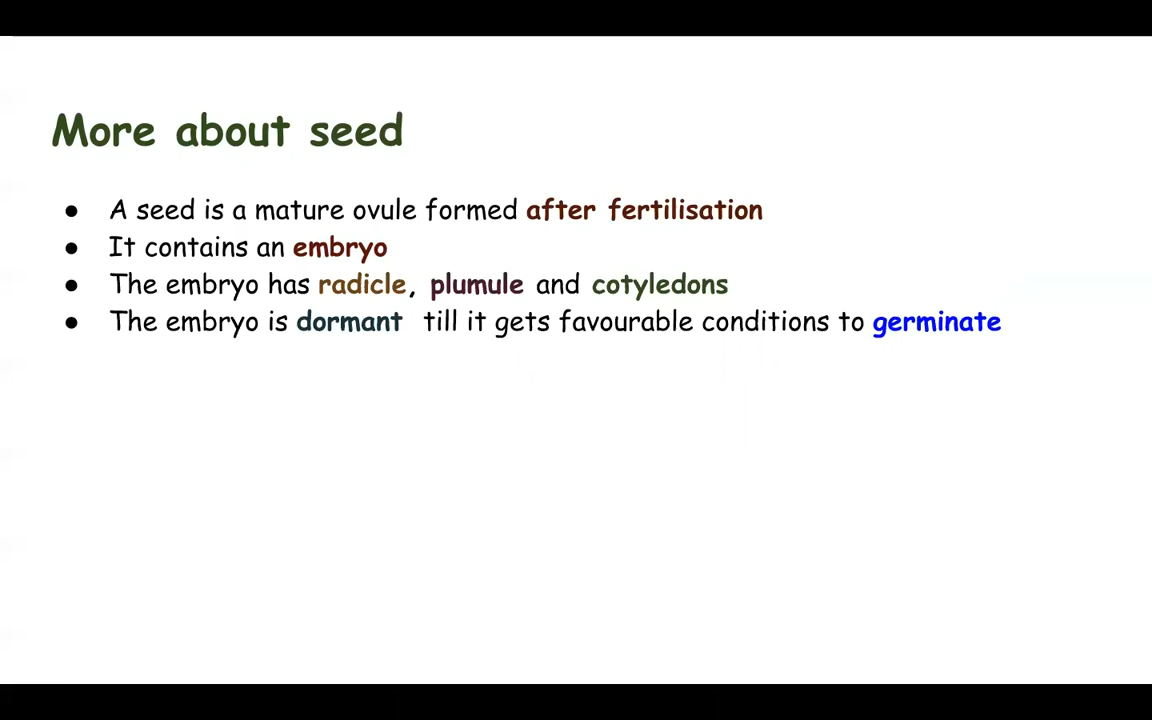 More about seed
● A seed is a mature ovule formed after fertilisation
● It contains an embryo
● The embryo has radicle, plumule and cotyledons
● The embryo is dormant till it gets favourable conditions to germinate